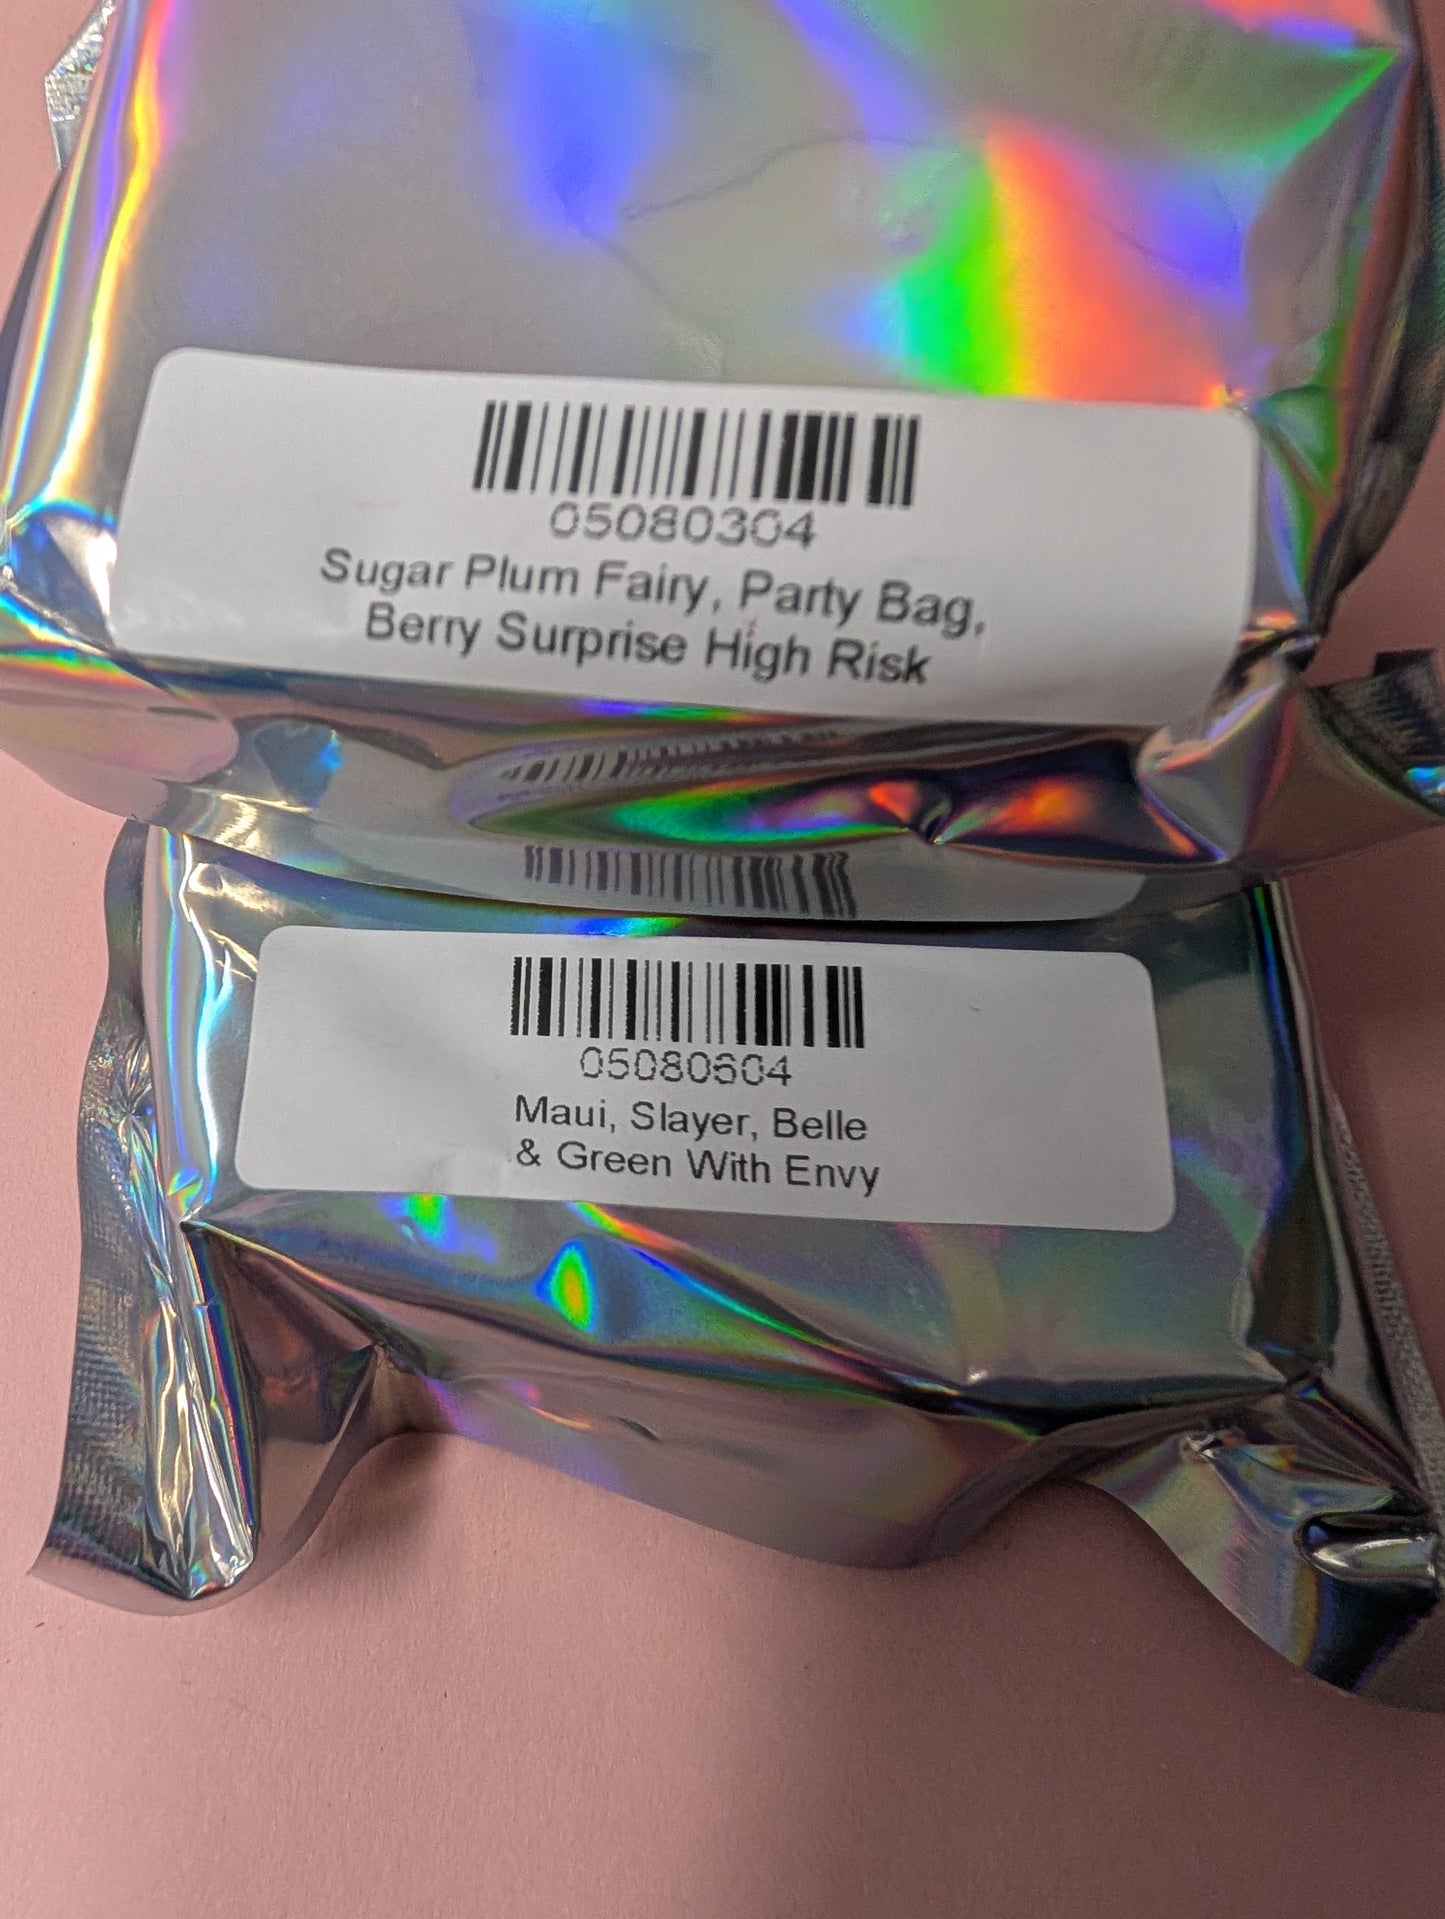 05080304
Sugar Plum Fairy, Party Bag,
Berry Surprise High Risk
05080604
Maui, Slayer, Belle
& Green With Envy